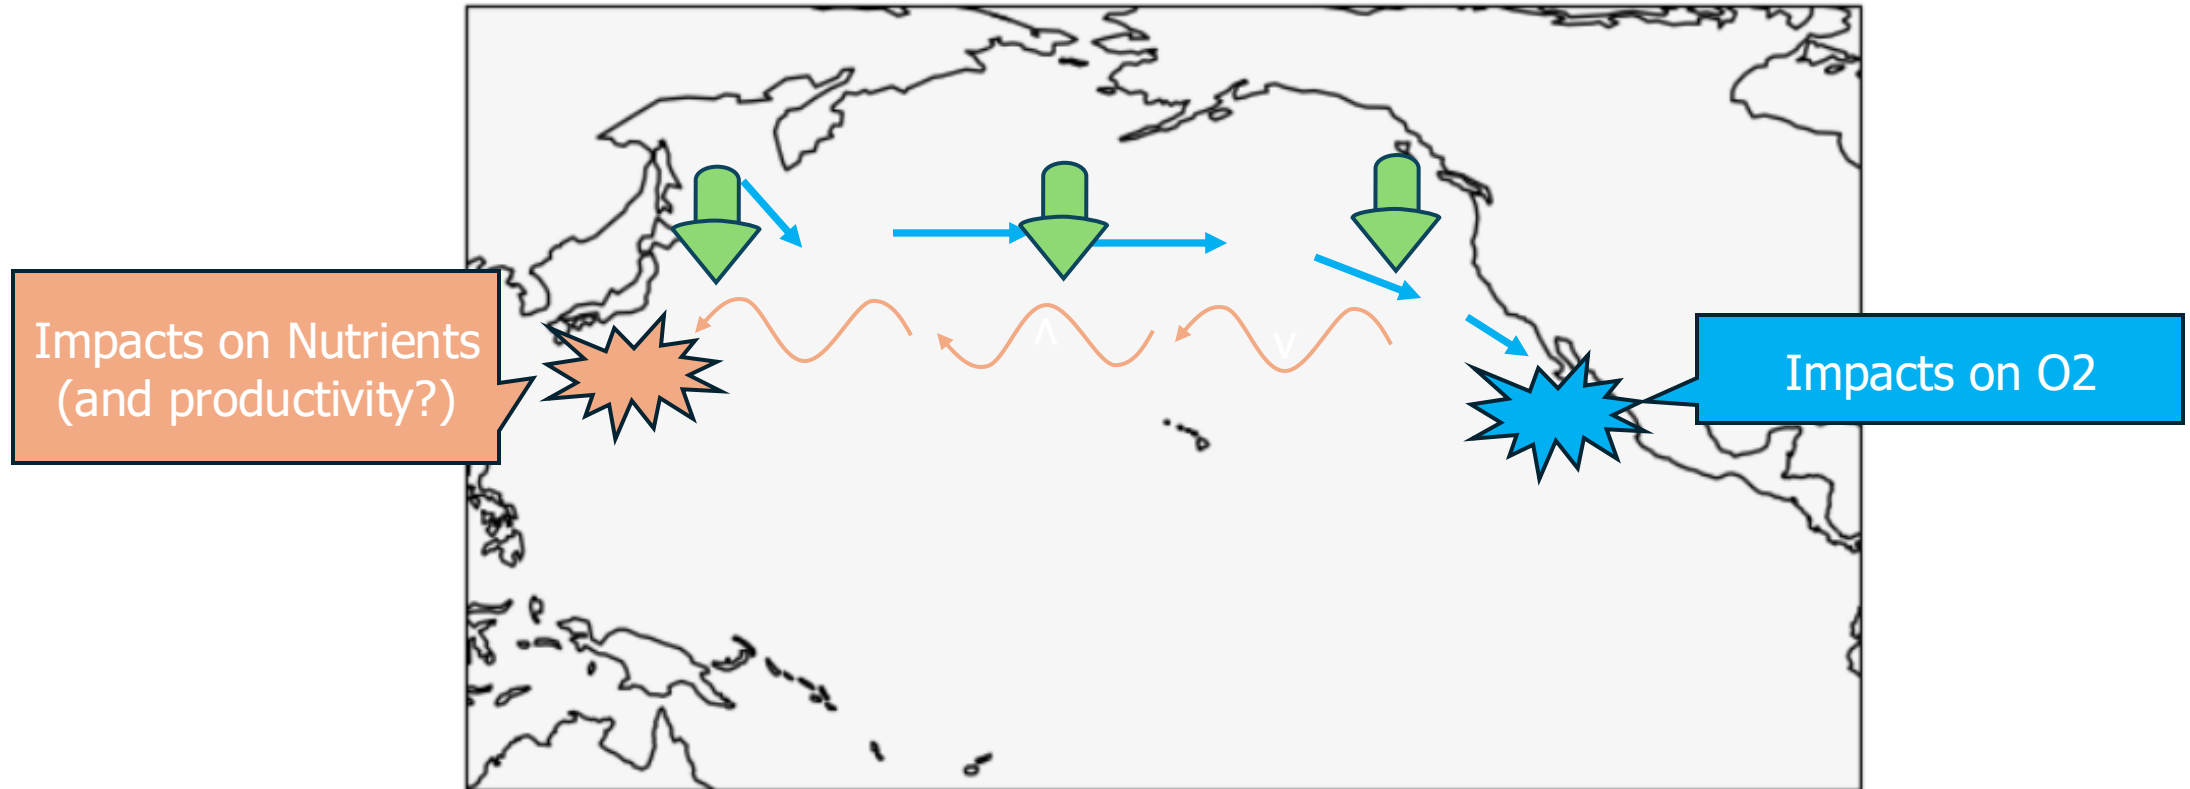 Impacts on Nutrients
(and productivity?)
Impacts on O2
^
v